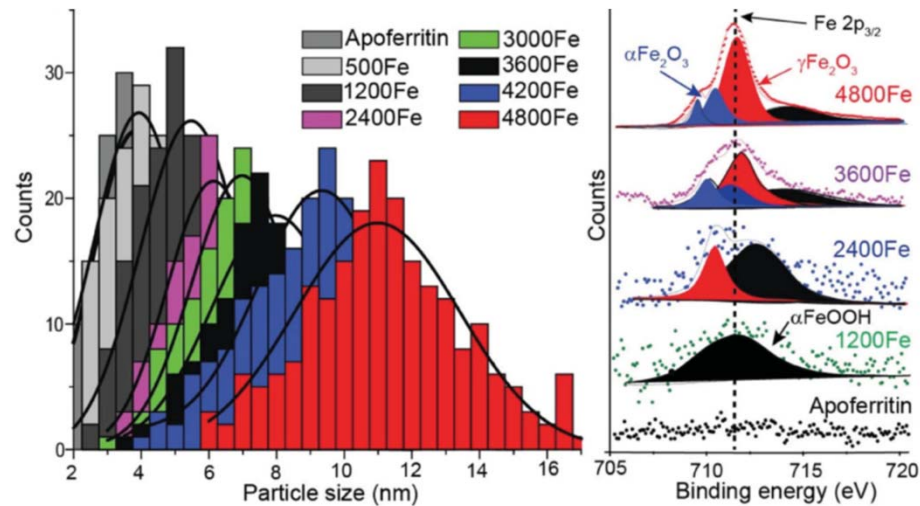 Counts
30
20
10
0
2
4
6
8
10
12
14
16
Particle size (nm)
Apoferritin
500Fe
1200Fe
2400Fe
3000Fe
3600Fe
4200Fe
4800Fe
Counts
Fe 2p3/2
αFe2O3
γFe2O3
4800Fe
3600Fe
2400Fe
αFeOOH
1200Fe
Apoferritin
705
710
715
720
Binding energy (eV)